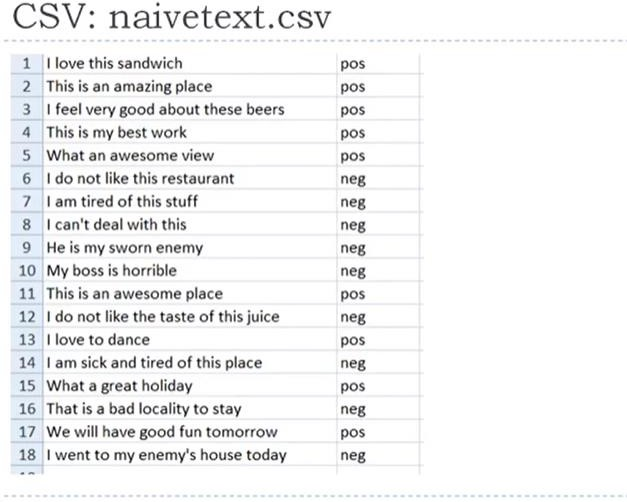 CSV: naivetext.csv
1 I love this sandwich pos
2 This is an amazing place pos
3 I feel very good about these beers pos
4 This is my best work pos
5 What an awesome view pos
6 I do not like this restaurant neg
7 I am tired of this stuff neg
8 I can't deal with this neg
9 He is my sworn enemy neg
10 My boss is horrible neg
11 This is an awesome place pos
12 I do not like the taste of this juice neg
13 I love to dance pos
14 I am sick and tired of this place neg
15 What a great holiday pos
16 That is a bad locality to stay neg
17 We will have good fun tomorrow pos
18 I went to my enemy's house today neg